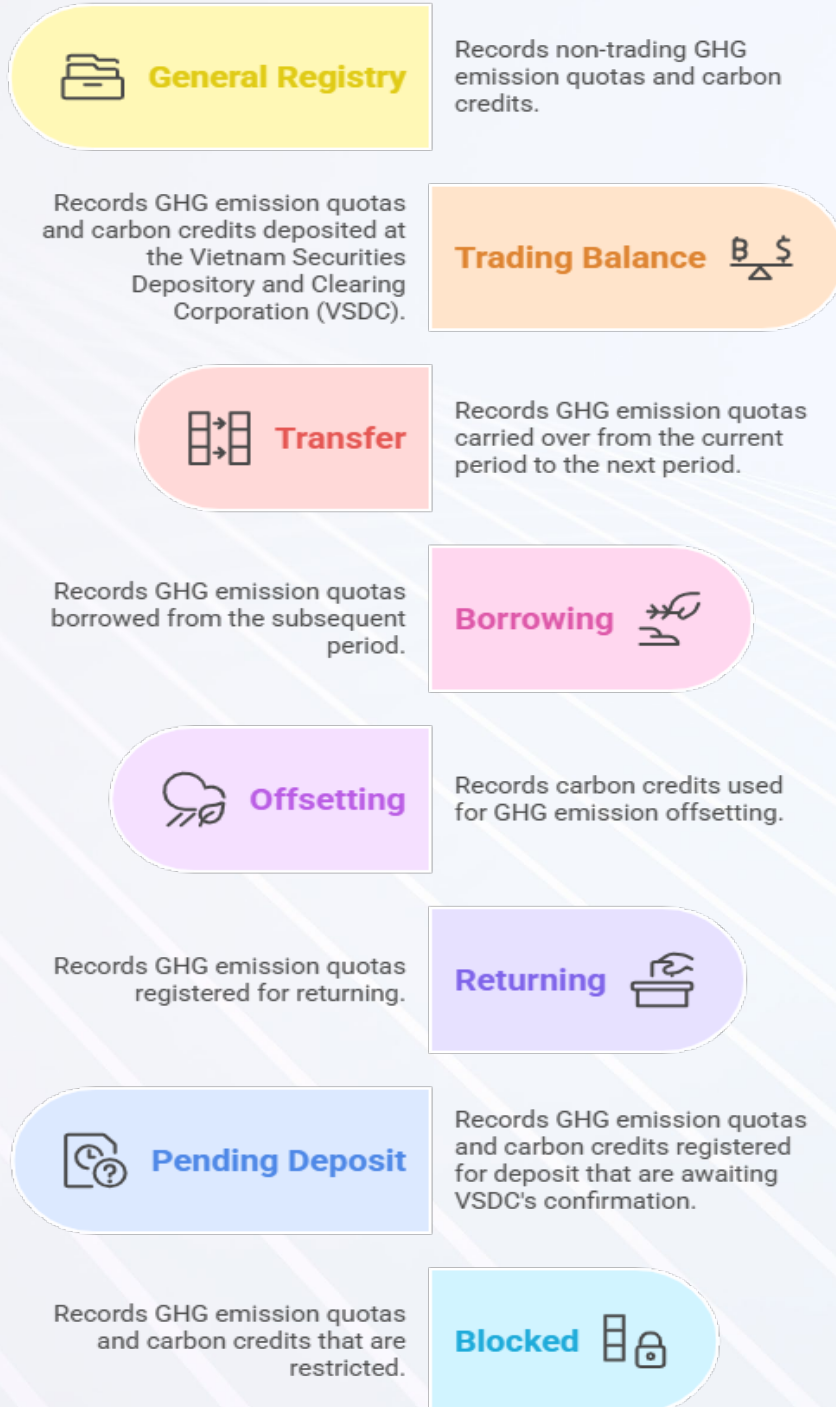 General Registry
Records non-trading GHG
emission quotas and carbon
credits.
Records GHG emission quotas
and carbon credits deposited at
the Vietnam Securities
Depository and Clearing
Corporation (VSDC).
Trading Balance
Transfer
Records GHG emission quotas
carried over from the current
period to the next period.
Records GHG emission quotas
borrowed from the subsequent
period.
Borrowing
Offsetting
Records carbon credits used
for GHG emission offsetting.
Records GHG emission quotas
registered for returning.
Returning
Pending Deposit
Records GHG emission quotas
and carbon credits registered
for deposit that are awaiting
VSDC's confirmation.
Records GHG emission quotas
and carbon credits that are
restricted.
Blocked